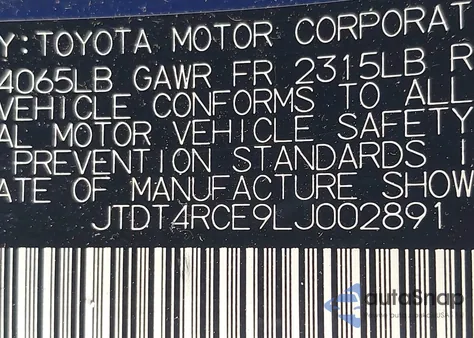 Y:TOYOTA MOTOR CORPORAT
4065LB GAWR FR 2315LB R
VEHICLE CONFORMS TO ALL
AL MOTOR VEHICLE SAFETY
PREVENTION STANDARDS I
ATE OF MANUFACTURE SHOW
JTDT4RCE9LJ002891
autoSnap